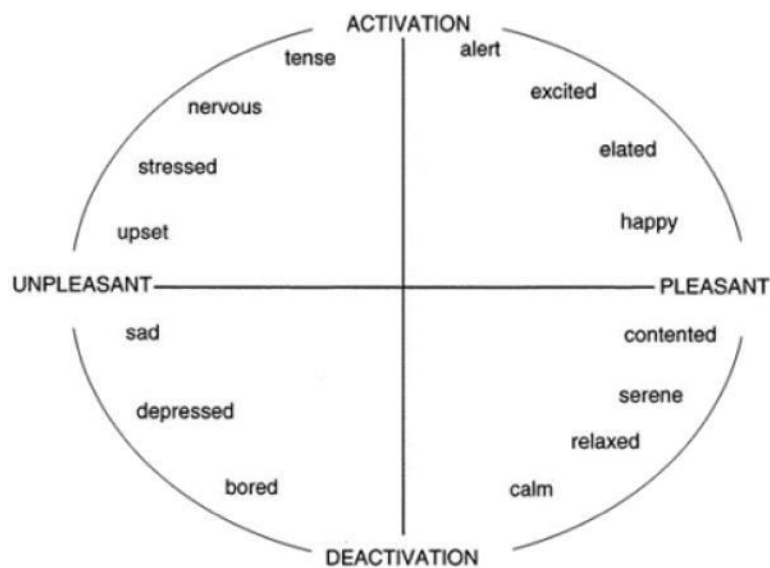 ACTIVATION
tense
alert
excited
nervous
elated
stressed
happy
upset
UNPLEASANT
PLEASANT
sad
contented
serene
depressed
relaxed
bored
calm
DEACTIVATION